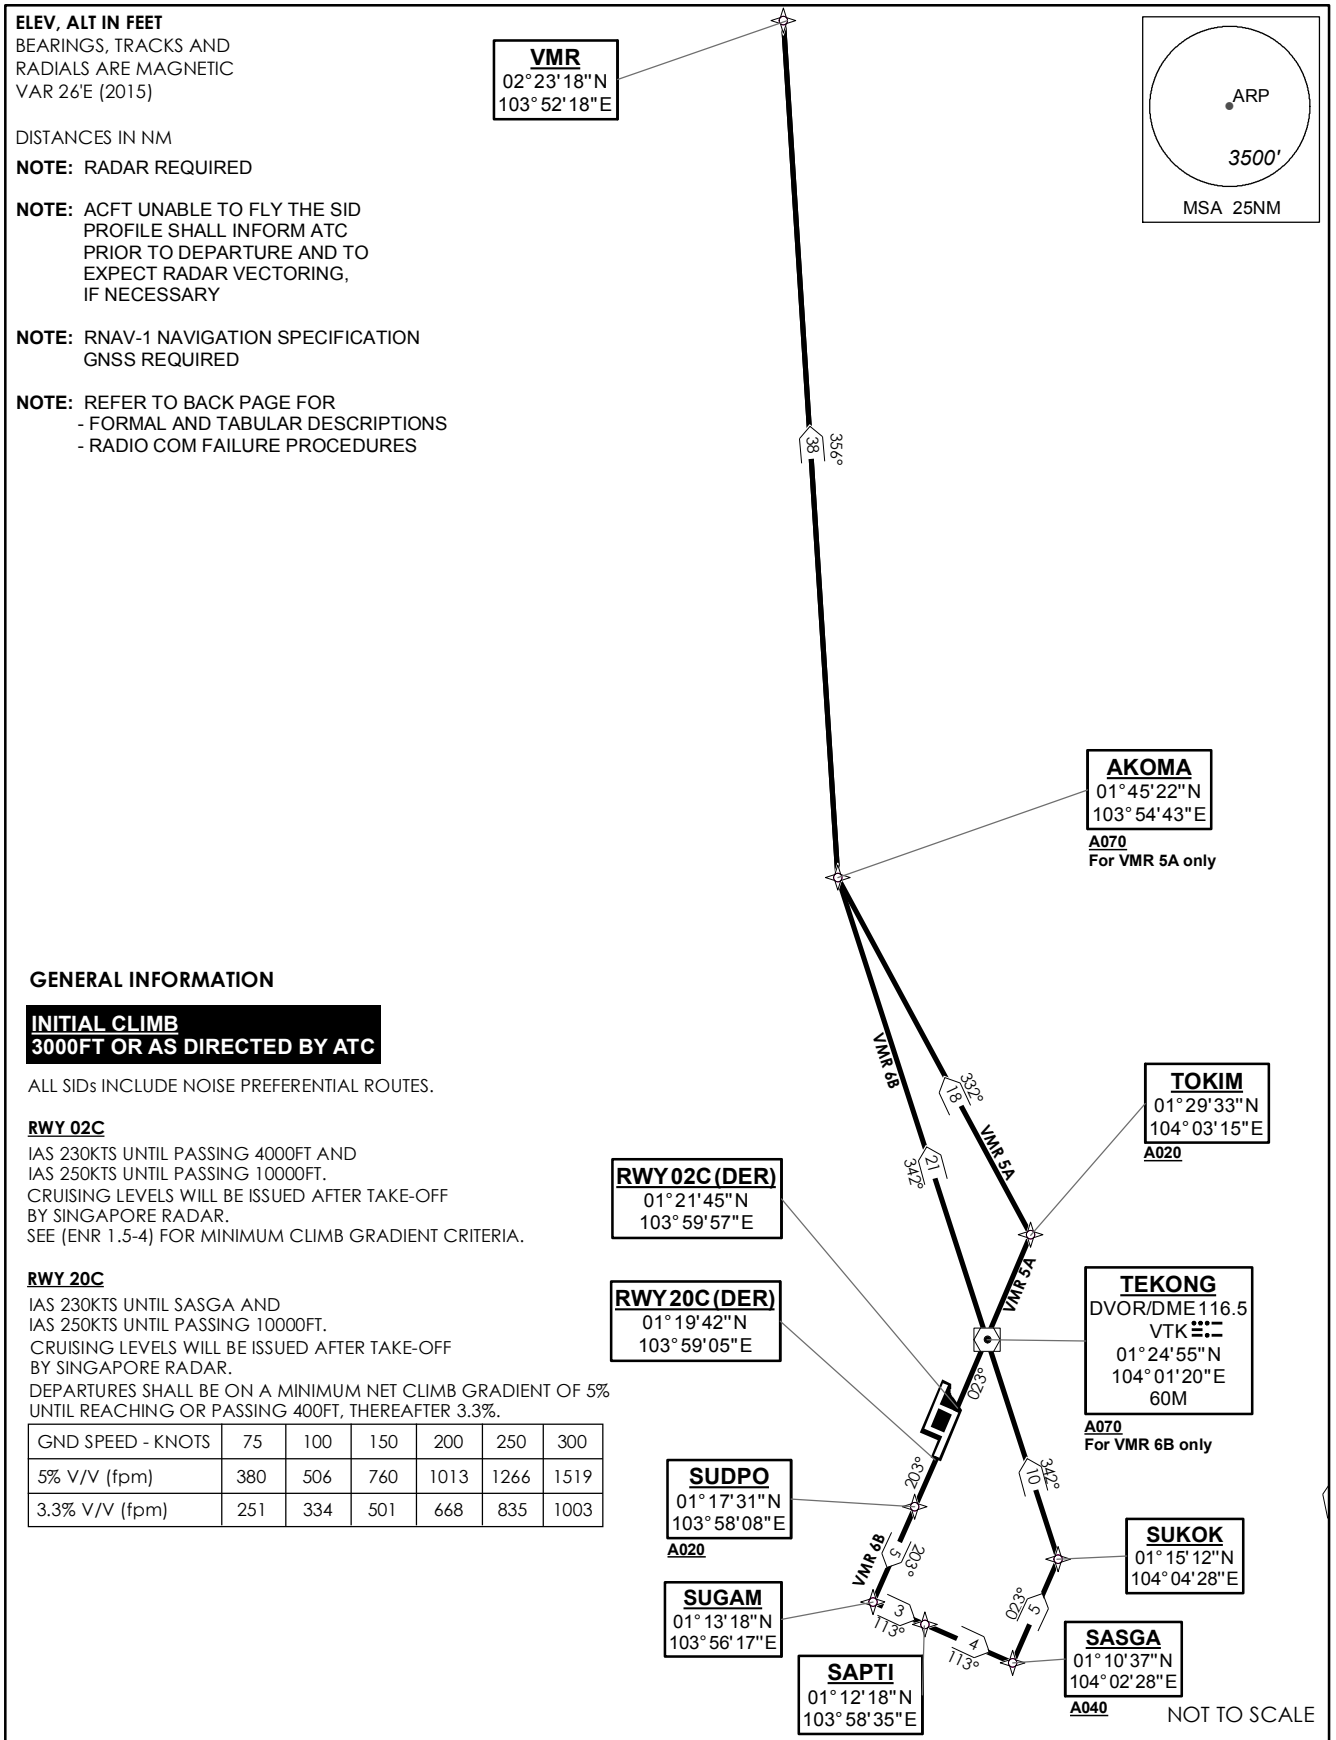 ELEV, ALT IN FEET
BEARINGS, TRACKS AND
RADIALS ARE MAGNETIC
VAR 26'E (2015)
DISTANCES IN NM
NOTE: RADAR REQUIRED
NOTE: ACFT UNABLE TO FLY THE SID
PROFILE SHALL INFORM ATC
PRIOR TO DEPARTURE AND TO
EXPECT RADAR VECTORING,
IF NECESSARY
NOTE: RNAV-1 NAVIGATION SPECIFICATION
GNSS REQUIRED
NOTE: REFER TO BACK PAGE FOR
- FORMAL AND TABULAR DESCRIPTIONS
- RADIO COM FAILURE PROCEDURES
VMR
02°23'18"N
103°52'18"E
ARP
3500'
MSA 25NM
38
356°
AKOMA
01°45'22"N
103°54'43"E
A070
For VMR 5A only
GENERAL INFORMATION
INITIAL CLIMB
3000FT OR AS DIRECTED BY ATC
ALL SIDs INCLUDE NOISE PREFERENTIAL ROUTES.
RWY 02C
IAS 230KTS UNTIL PASSING 4000FT AND
IAS 250KTS UNTIL PASSING 10000FT.
CRUISING LEVELS WILL BE ISSUED AFTER TAKE-OFF
BY SINGAPORE RADAR.
SEE (ENR 1.5-4) FOR MINIMUM CLIMB GRADIENT CRITERIA.
RWY 20C
IAS 230KTS UNTIL SASGA AND
IAS 250KTS UNTIL PASSING 10000FT.
CRUISING LEVELS WILL BE ISSUED AFTER TAKE-OFF
BY SINGAPORE RADAR.
DEPARTURES SHALL BE ON A MINIMUM NET CLIMB GRADIENT OF 5%
UNTIL REACHING OR PASSING 400FT, THEREAFTER 3.3%.
GND SPEED - KNOTS 75 100 150 200 250 300
5% V/V (fpm) 380 506 760 1013 1266 1519
3.3% V/V (fpm) 251 334 501 668 835 1003
VMR 6B
332°
18
VMR 5A
21
342°
TOKIM
01°29'33"N
104°03'15"E
A020
RWY 02C (DER)
01°21'45"N
103°59'57"E
VMR 5A
RWY 20C (DER)
01°19'42"N
103°59'05"E
TEKONG
DVOR/DME 116.5
VTK
01°24'55"N
104°01'20"E
60M
A070
For VMR 6B only
023°
203°
342°
10
SUDPO
01°17'31"N
103°58'08"E
A020
VMR 6B
5
203°
SUKOK
01°15'12"N
104°04'28"E
SUGAM
01°13'18"N
103°56'17"E
3
113°
4
113°
023°
5
SAPTI
01°12'18"N
103°58'35"E
SASGA
01°10'37"N
104°02'28"E
A040
NOT TO SCALE